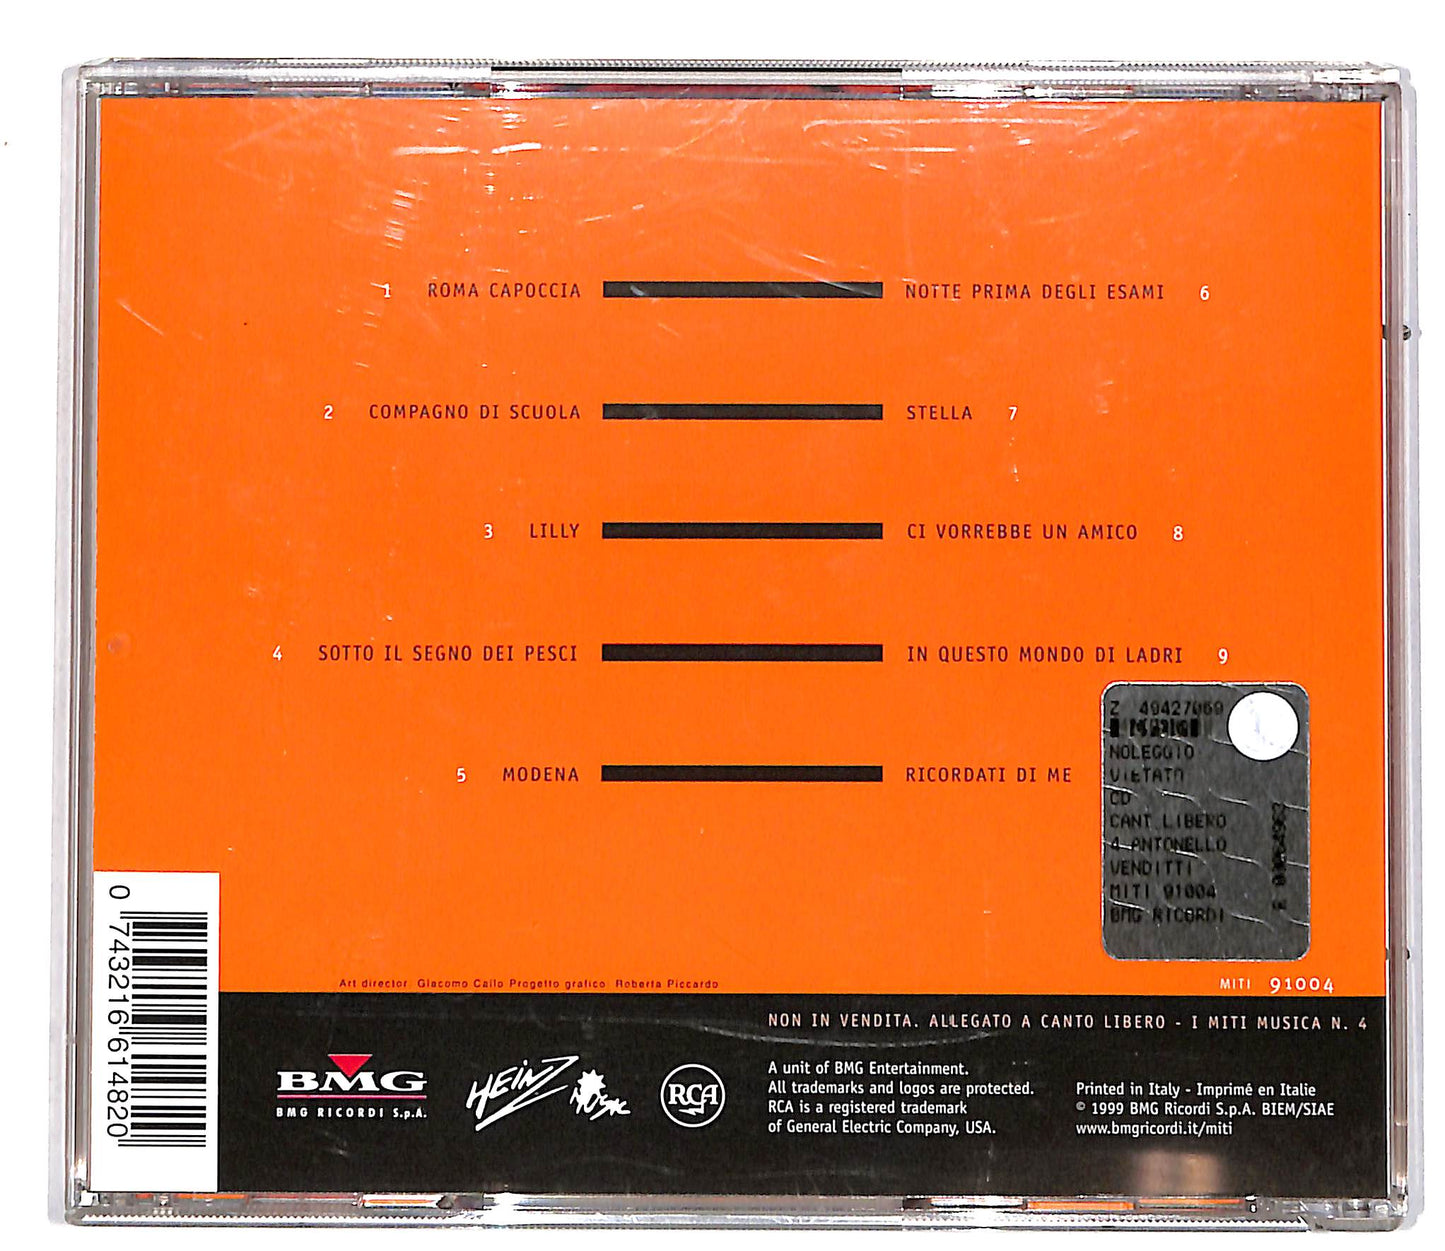 1 ROMA CAPOCCIA
NOTTE PRIMA DEGLI ESAMI 6
2 COMPAGNO DI SCUOLA
STELLA 7
3 LILLY
CI VORREBBE UN AMICO 8
4 SOTTO IL SEGNO DEI PESCI
IN QUESTO MONDO DI LADRI 9
5 MODENA
RICORDATI DI ME
Z 49427069
NOLEGGIO
VIETATO
CD
CANT.LIBERO
4 ANTONELLO
VENDITTI
MITI 91004
BMG RICORDI
0 743216 614820
Art director Giacomo Callo Progetto grafico Roberta Piccardo
MITI 91004
NON IN VENDITA. ALLEGATO A CANTO LIBERO - I MITI MUSICA N. 4
BMG
BMG RICORDI S.p.A.
HEINZ MUSIC
RCA
A unit of BMG Entertainment.
All trademarks and logos are protected.
RCA is a registered trademark
of General Electric Company, USA.
Printed in Italy - Imprimé en Italie
© 1999 BMG Ricordi S.p.A. BIEM/SIAE
www.bmgricordi.it/miti